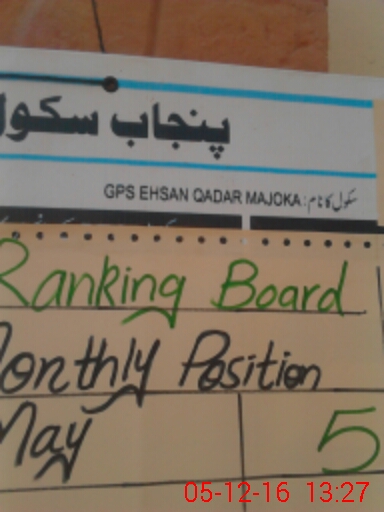 پنجاب سکول
سکول کا نام: GPS EHSAN QADAR MAJOKA
Ranking Board
Monthly Position
May 5
05-12-16 13:27